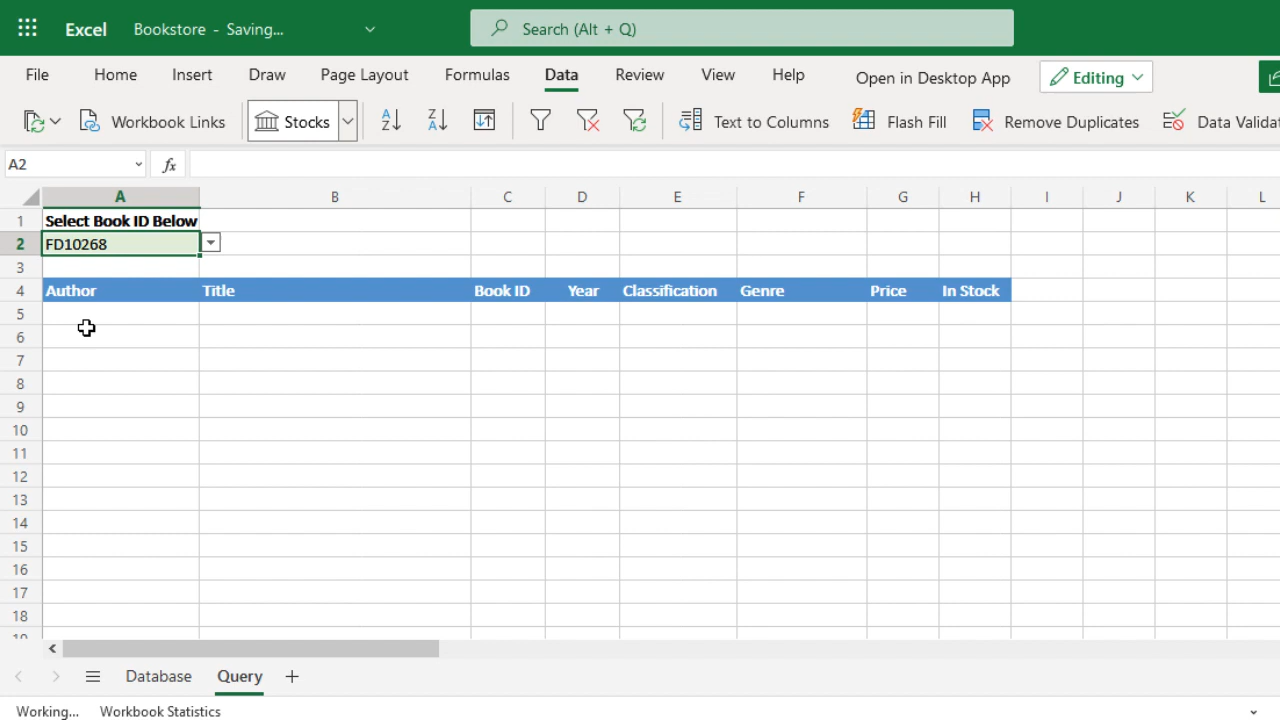 Excel Bookstore - Saving... Search (Alt + Q)
File Home Insert Draw Page Layout Formulas Data Review View Help Open in Desktop App Editing
Workbook Links Stocks Text to Columns Flash Fill Remove Duplicates Data Validat
A2 fx
A B C D E F G H I J K L
1 Select Book ID Below
2 FD10268
3
4 Author Title Book ID Year Classification Genre Price In Stock
5
6
7
8
9
10
11
12
13
14
15
16
17
18
19
Database Query
Working... Workbook Statistics